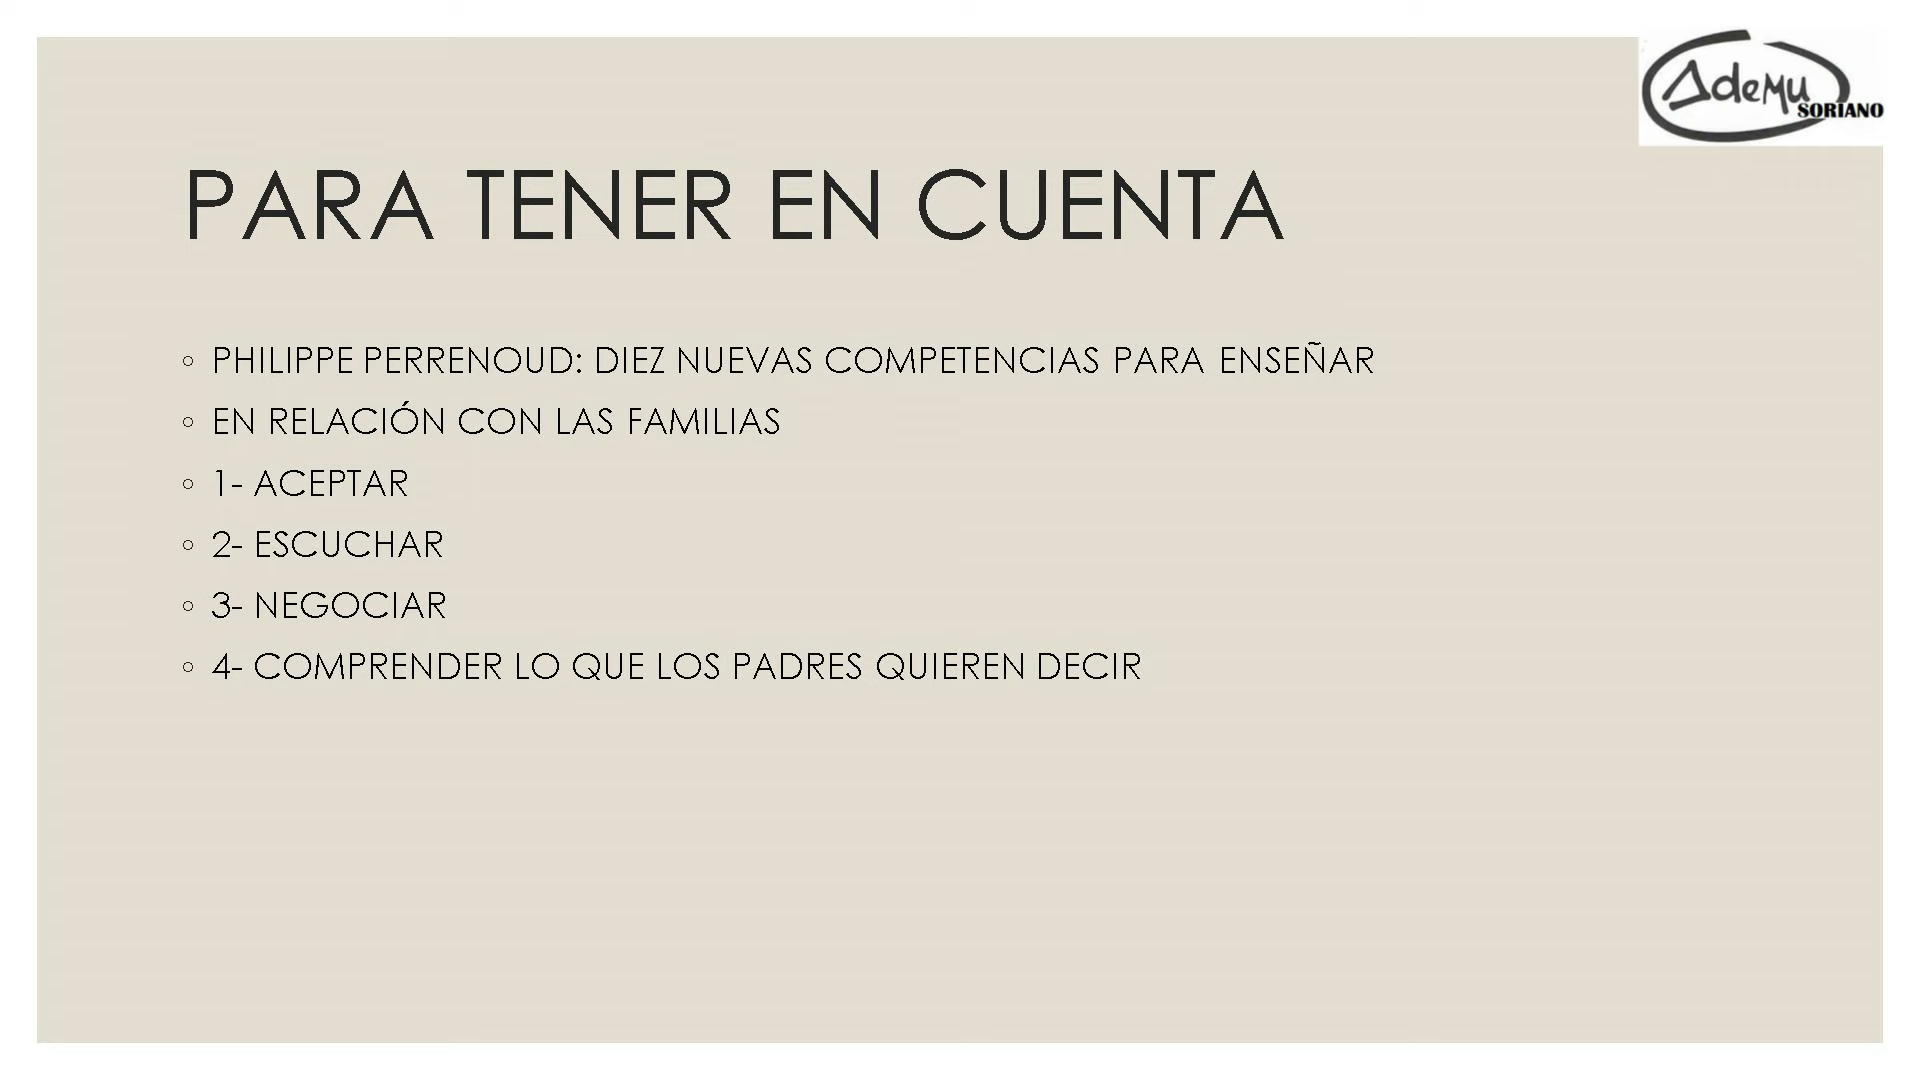 AdeMu
SORIANO
PARA TENER EN CUENTA
◦ PHILIPPE PERRENOUD: DIEZ NUEVAS COMPETENCIAS PARA ENSEÑAR
◦ EN RELACIÓN CON LAS FAMILIAS
◦ 1- ACEPTAR
◦ 2- ESCUCHAR
◦ 3- NEGOCIAR
◦ 4- COMPRENDER LO QUE LOS PADRES QUIEREN DECIR